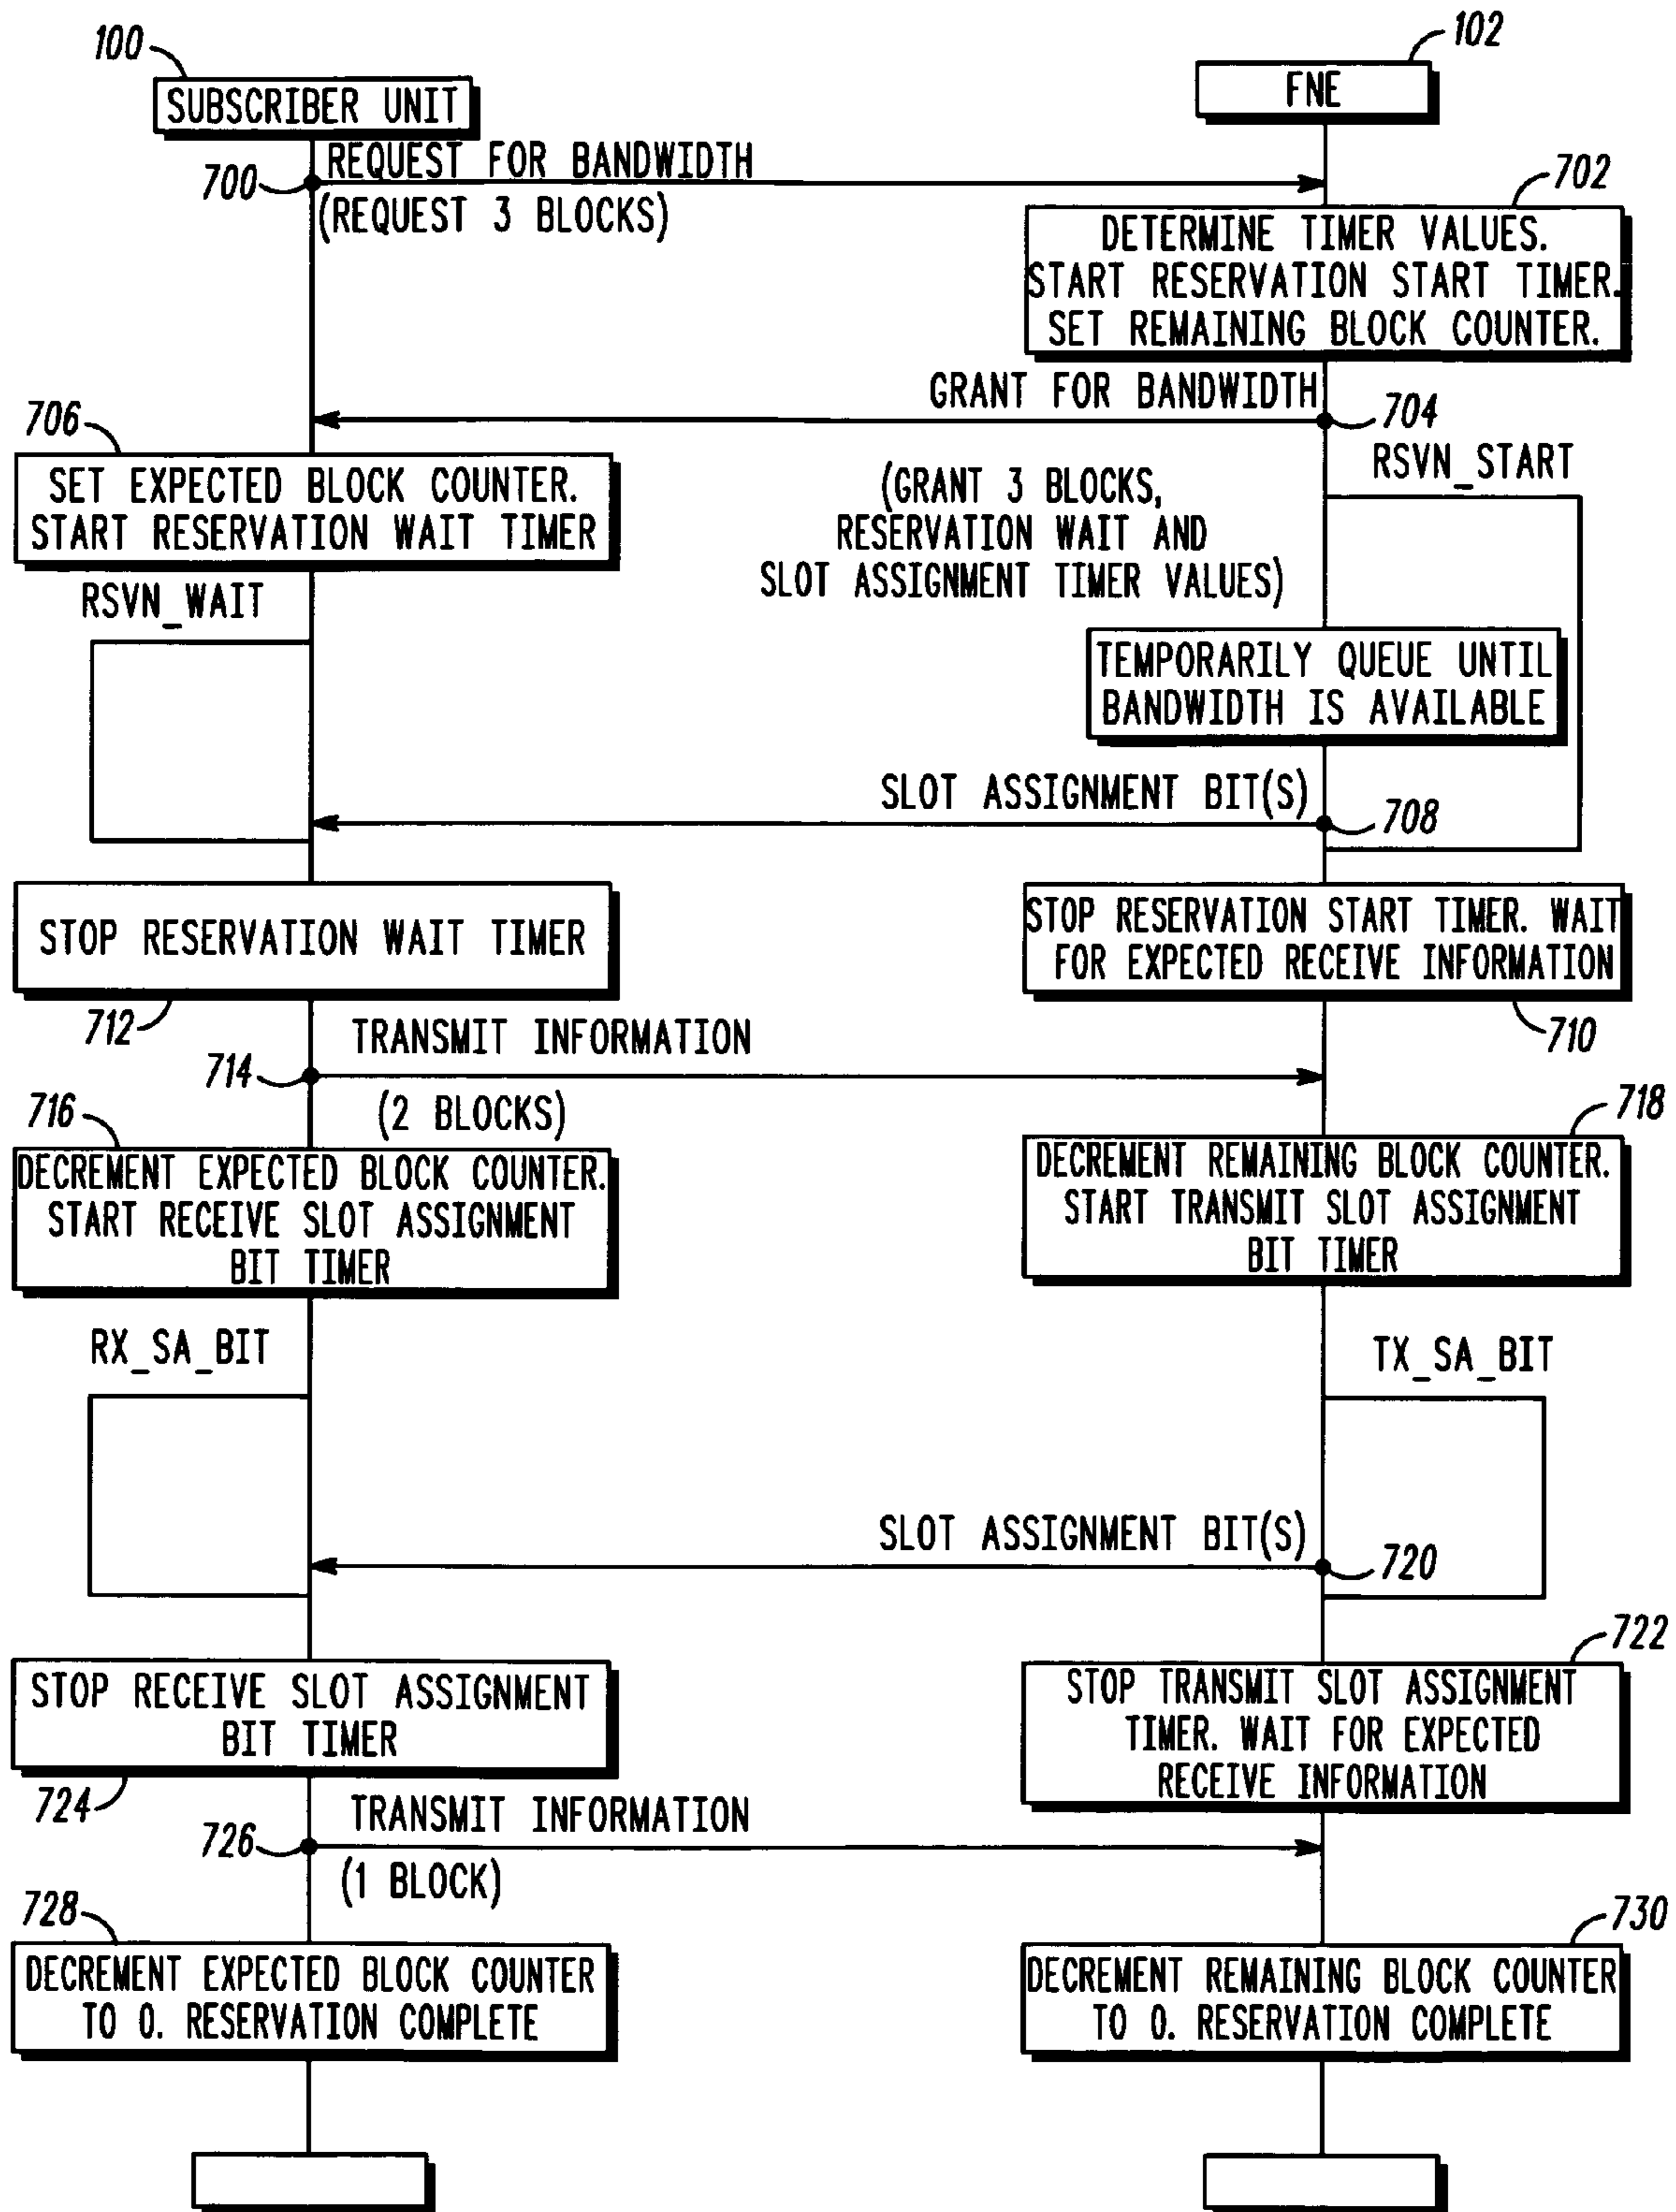 100
102
SUBSCRIBER UNIT
FNE
700
REQUEST FOR BANDWIDTH
(REQUEST 3 BLOCKS)
702
DETERMINE TIMER VALUES.
START RESERVATION START TIMER.
SET REMAINING BLOCK COUNTER.
GRANT FOR BANDWIDTH
704
706
SET EXPECTED BLOCK COUNTER.
START RESERVATION WAIT TIMER
(GRANT 3 BLOCKS,
RESERVATION WAIT AND
SLOT ASSIGNMENT TIMER VALUES)
RSVN_START
RSVN_WAIT
TEMPORARILY QUEUE UNTIL
BANDWIDTH IS AVAILABLE
SLOT ASSIGNMENT BIT(S)
708
STOP RESERVATION WAIT TIMER
712
STOP RESERVATION START TIMER. WAIT
FOR EXPECTED RECEIVE INFORMATION
710
714
TRANSMIT INFORMATION
(2 BLOCKS)
716
DECREMENT EXPECTED BLOCK COUNTER.
START RECEIVE SLOT ASSIGNMENT
BIT TIMER
718
DECREMENT REMAINING BLOCK COUNTER.
START TRANSMIT SLOT ASSIGNMENT
BIT TIMER
RX_SA_BIT
TX_SA_BIT
SLOT ASSIGNMENT BIT(S)
720
STOP RECEIVE SLOT ASSIGNMENT
BIT TIMER
724
722
STOP TRANSMIT SLOT ASSIGNMENT
TIMER. WAIT FOR EXPECTED
RECEIVE INFORMATION
726
TRANSMIT INFORMATION
(1 BLOCK)
728
DECREMENT EXPECTED BLOCK COUNTER
TO 0. RESERVATION COMPLETE
730
DECREMENT REMAINING BLOCK COUNTER
TO 0. RESERVATION COMPLETE